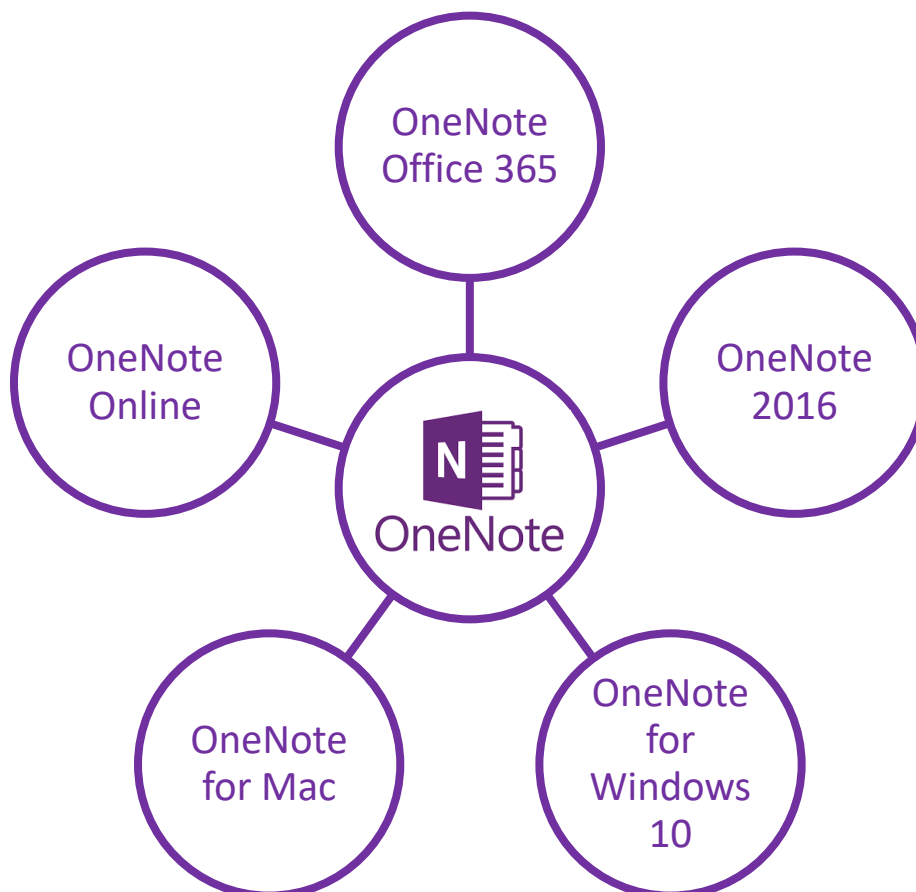 OneNote
Office 365
OneNote
Online
OneNote
2016
N
OneNote
OneNote
for Mac
OneNote
for
Windows
10